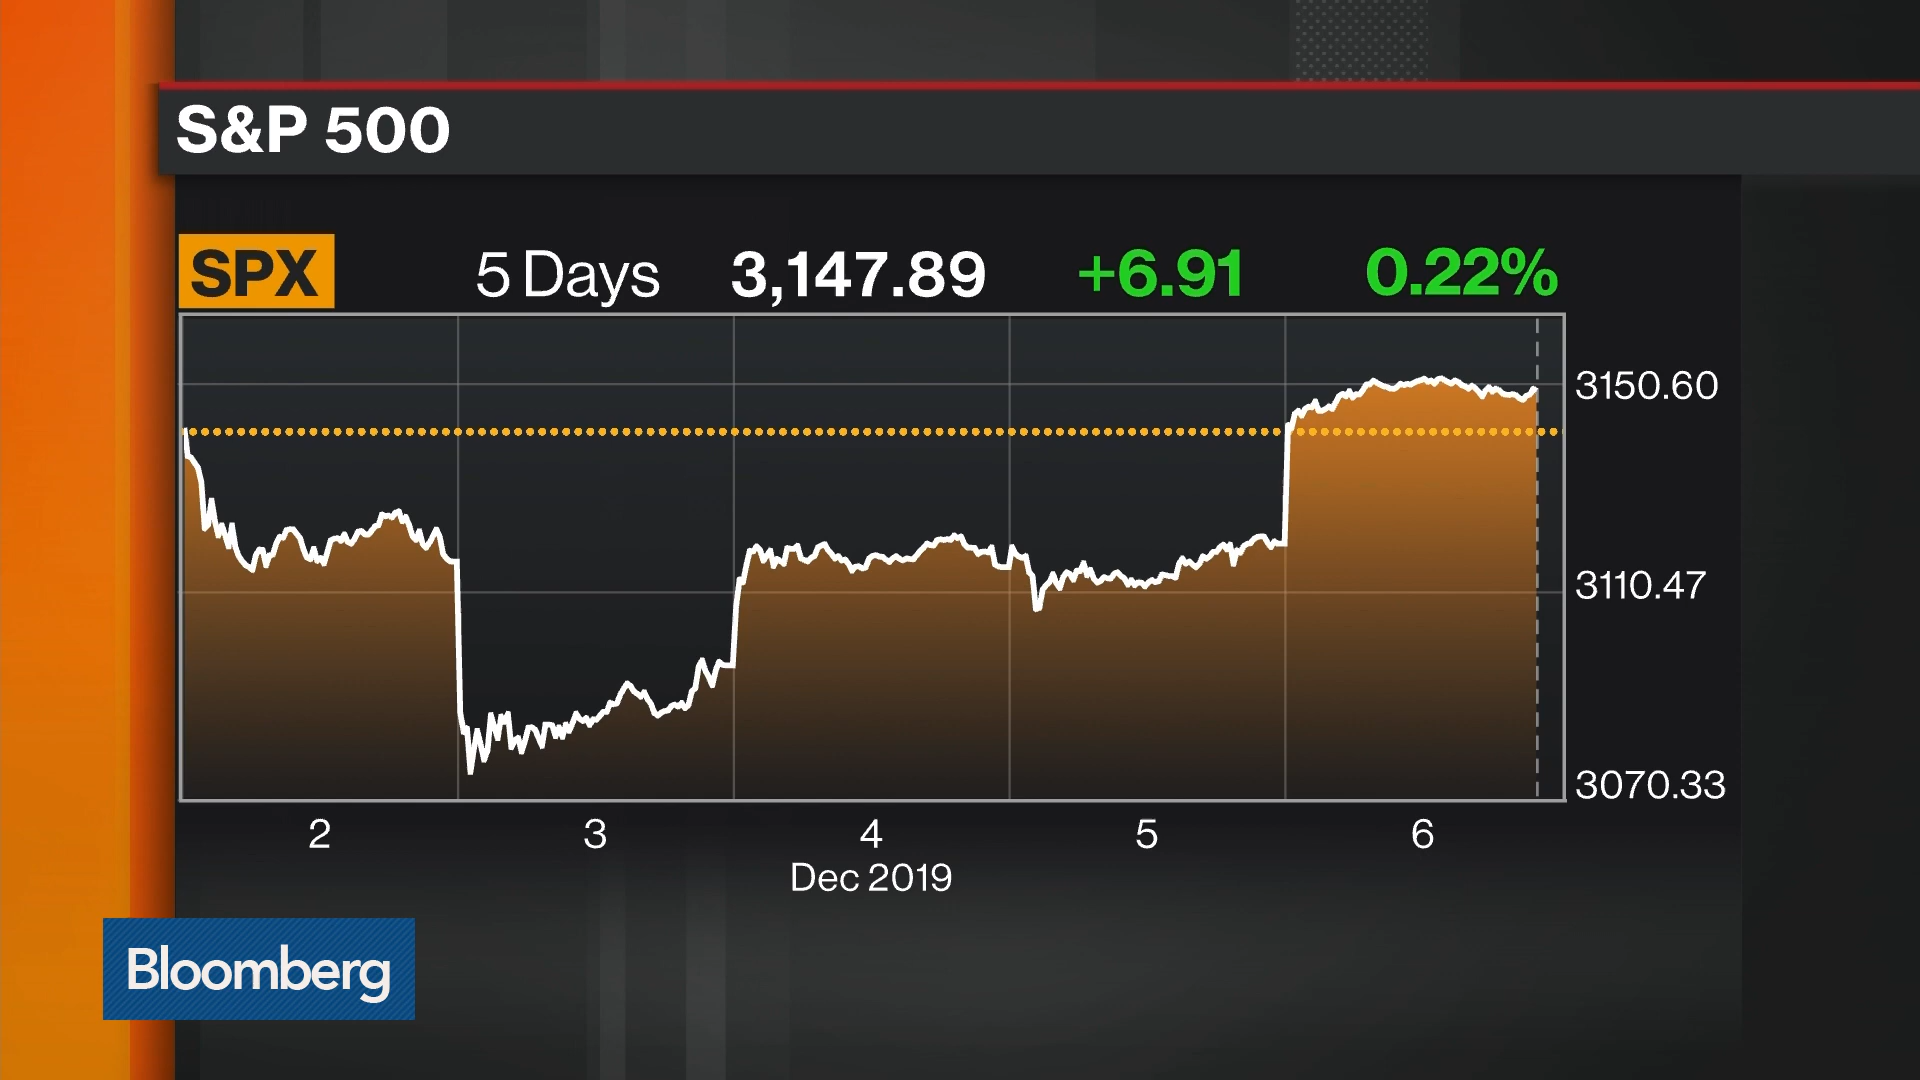 S&P 500
SPX 5 Days 3,147.89 +6.91 0.22%
3150.60
3110.47
3070.33
2 3 4 5 6
Dec 2019
Bloomberg